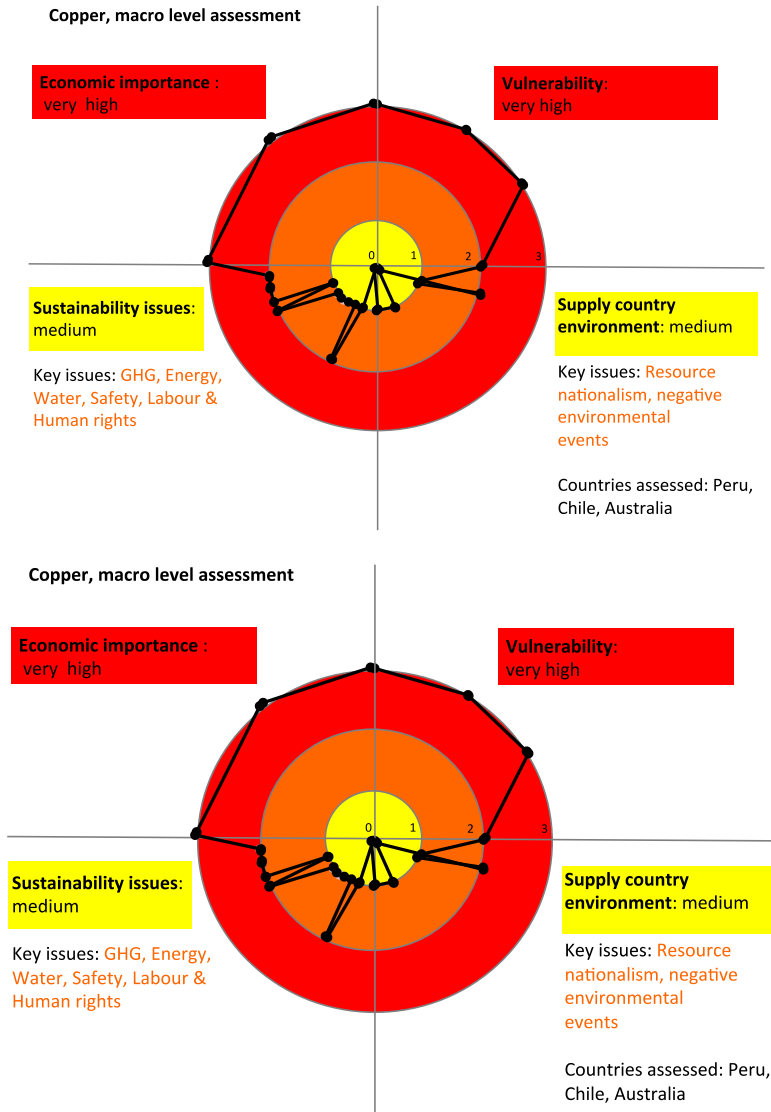 Copper, macro level assessment
Economic importance :
very high
Vulnerability:
very high
0
1
2
3
Sustainability issues:
medium
Key issues: GHG, Energy,
Water, Safety, Labour &
Human rights
Supply country
environment: medium
Key issues: Resource
nationalism, negative
environmental
events
Countries assessed: Peru,
Chile, Australia
Copper, macro level assessment
Economic importance :
very high
Vulnerability:
very high
0
1
2
3
Sustainability issues:
medium
Key issues: GHG, Energy,
Water, Safety, Labour &
Human rights
Supply country
environment: medium
Key issues: Resource
nationalism, negative
environmental
events
Countries assessed: Peru,
Chile, Australia